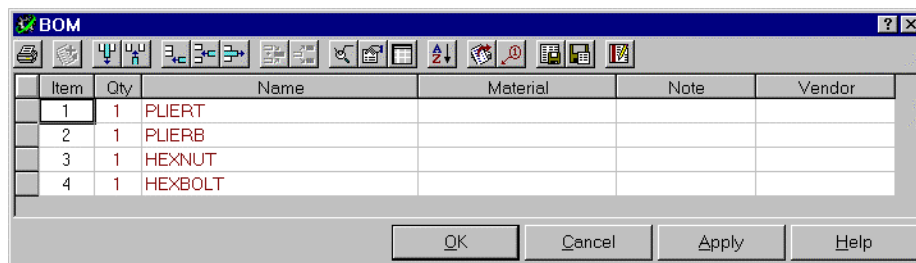 BOM
Item Qty Name Material Note Vendor
1 1 PLIERT
2 1 PLIERB
3 1 HEXNUT
4 1 HEXBOLT
OK Cancel Apply Help